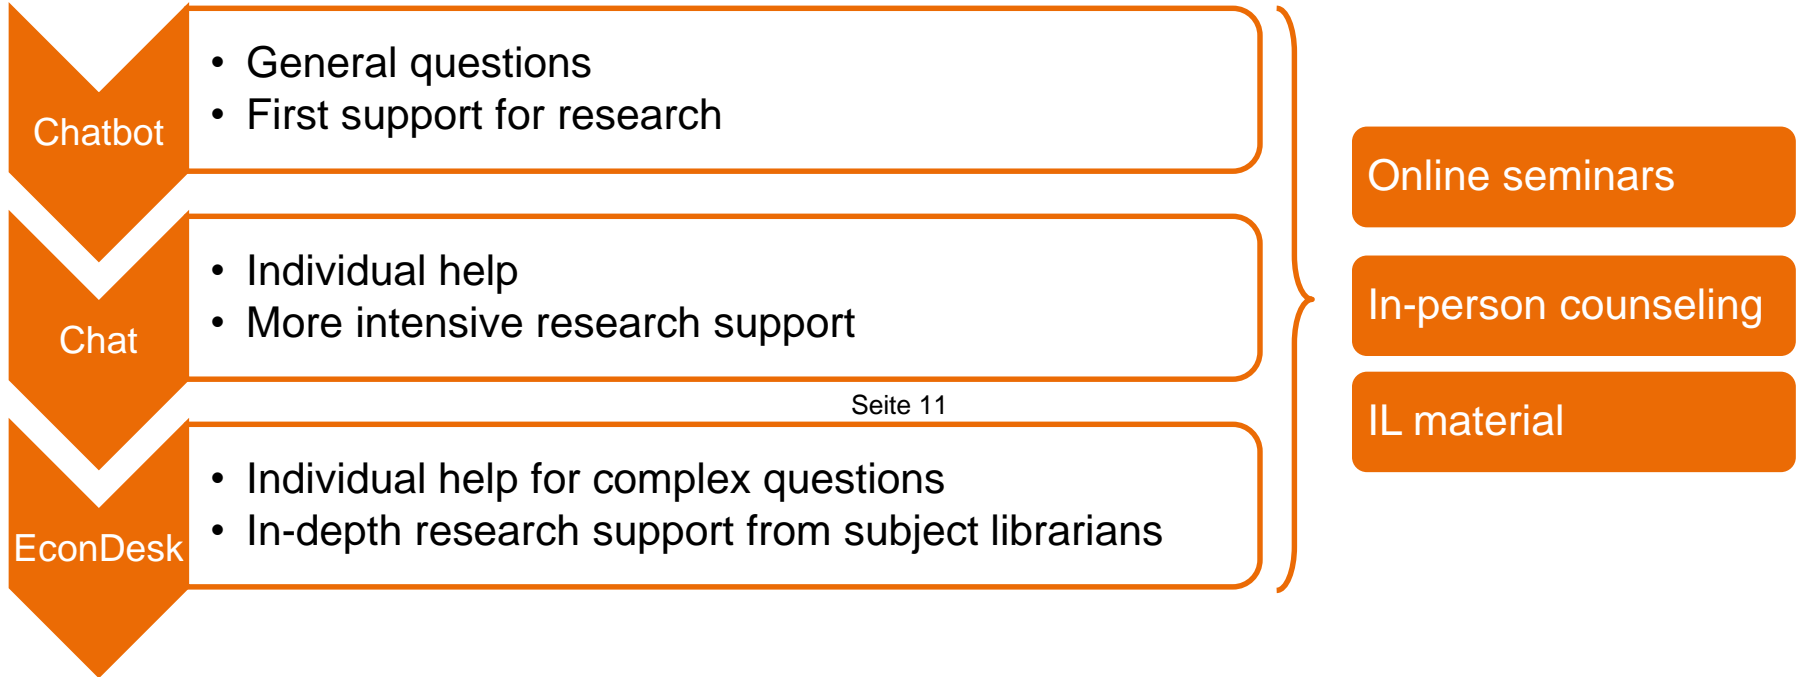 Chatbot
• General questions
• First support for research
Chat
• Individual help
• More intensive research support
Seite 11
EconDesk
• Individual help for complex questions
• In-depth research support from subject librarians
Online seminars
In-person counseling
IL material